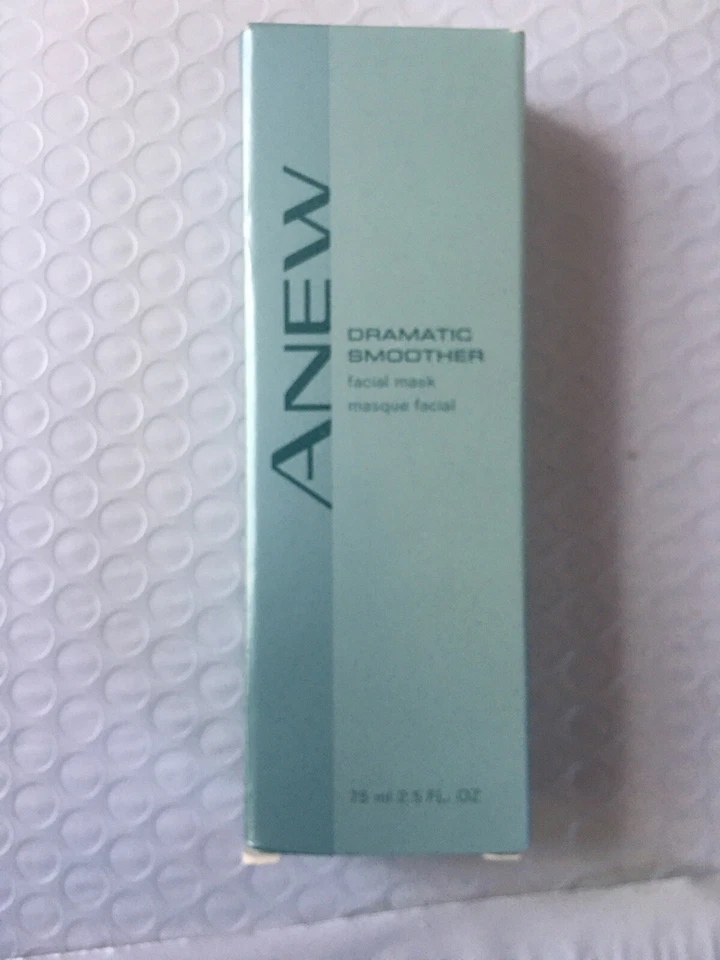 ANEW
DRAMATIC
SMOOTHER
facial mask
masque facial
75 ml 2.5 FL. OZ